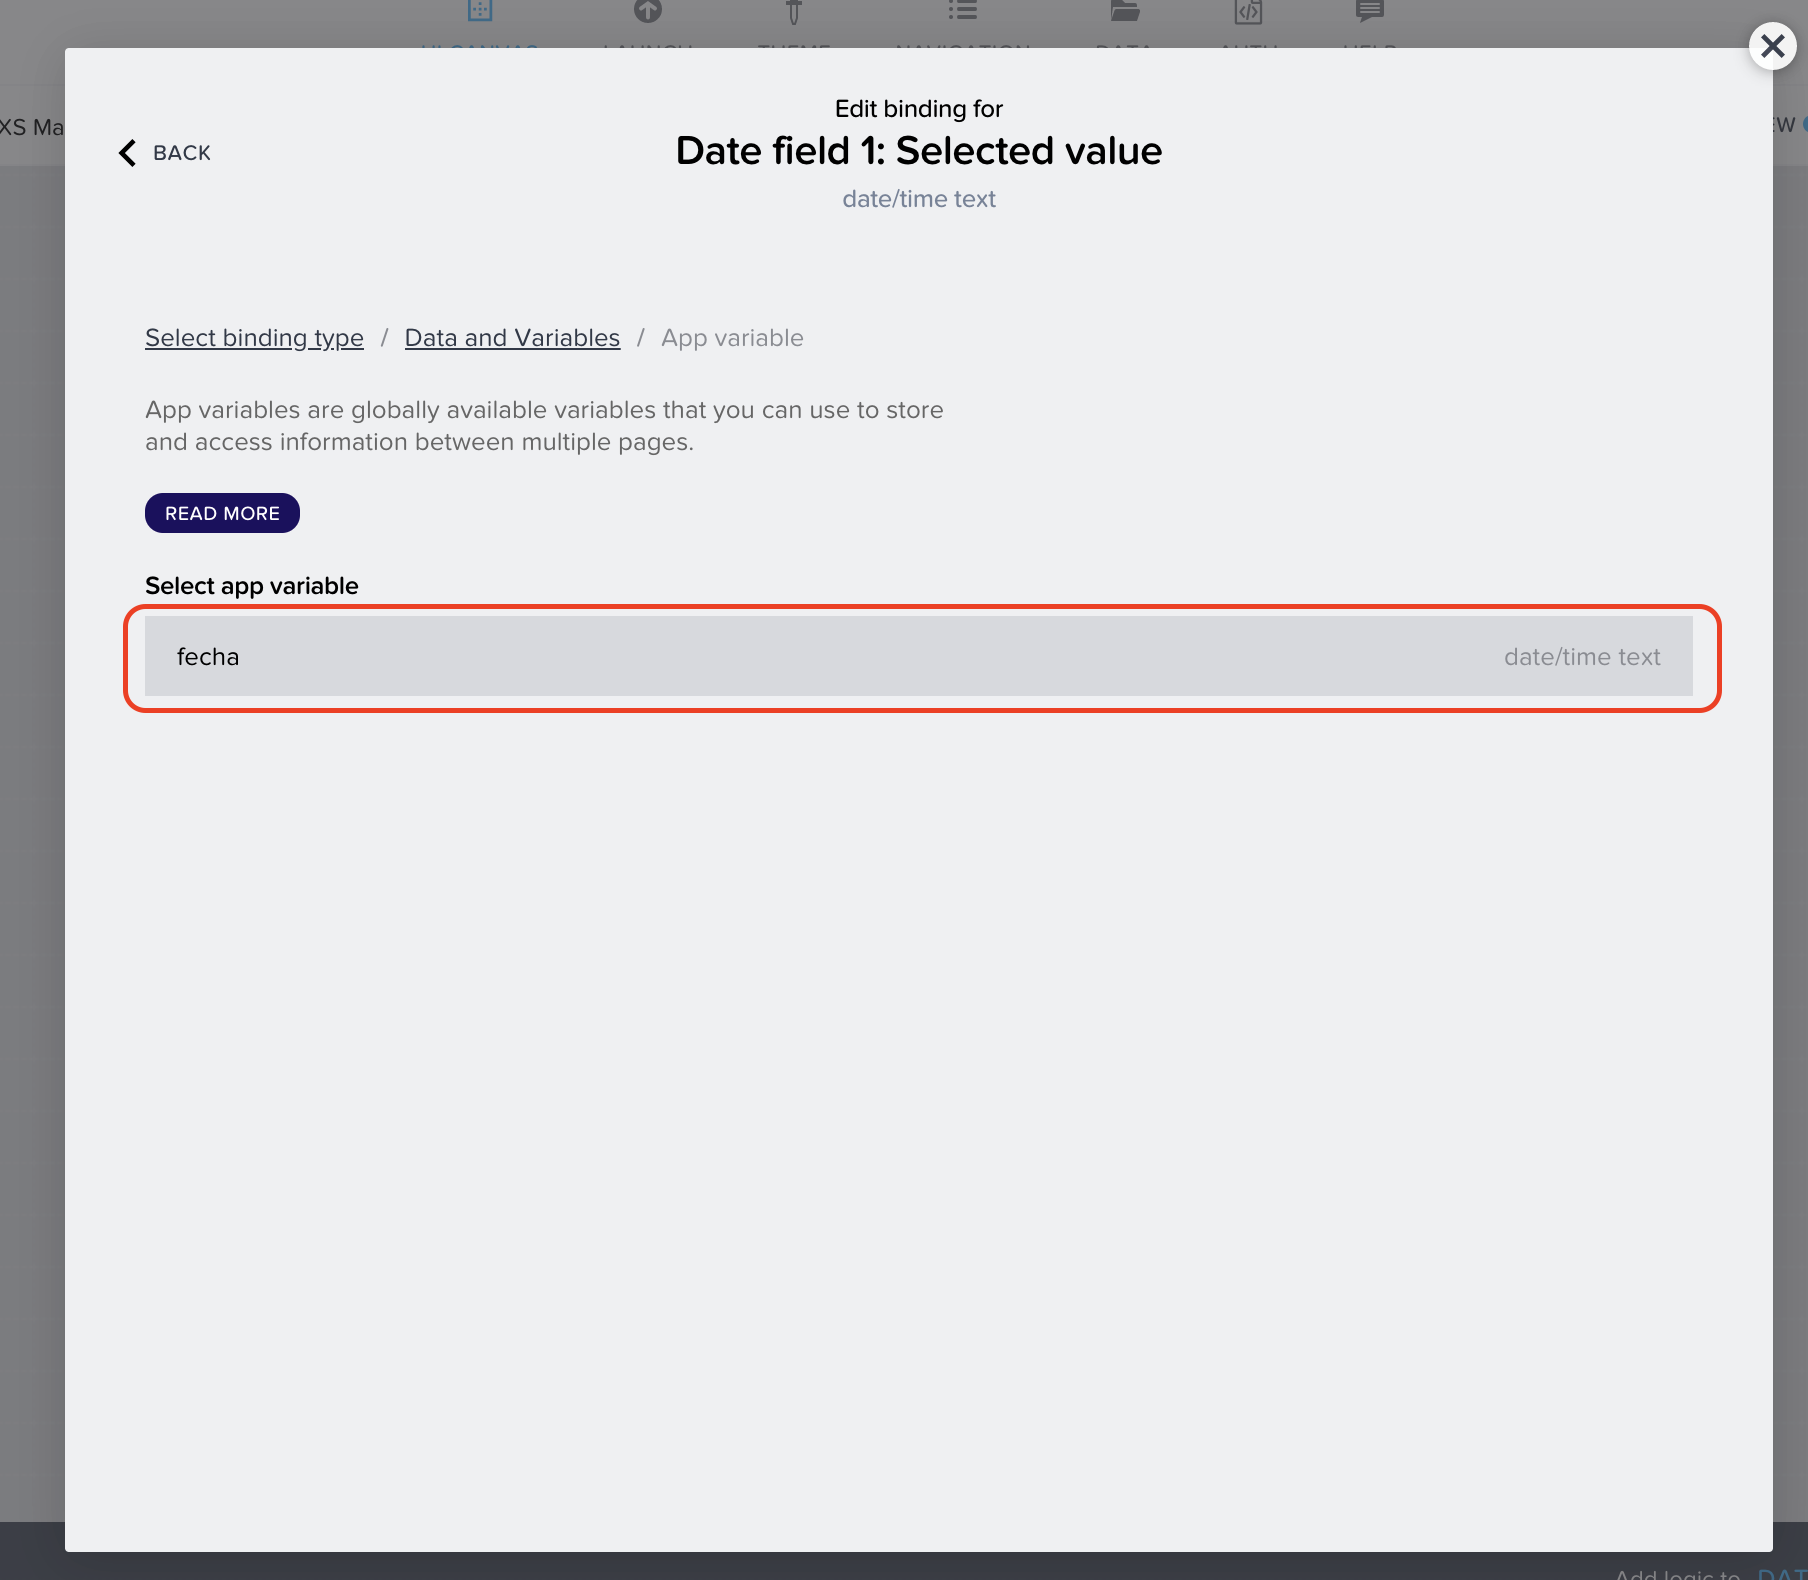 XS Ma
EW
Edit binding for
BACK
Date field 1: Selected value
date/time text
Select binding type / Data and Variables / App variable
App variables are globally available variables that you can use to store
and access information between multiple pages.
READ MORE
Select app variable
fecha date/time text
Add logic to DAT